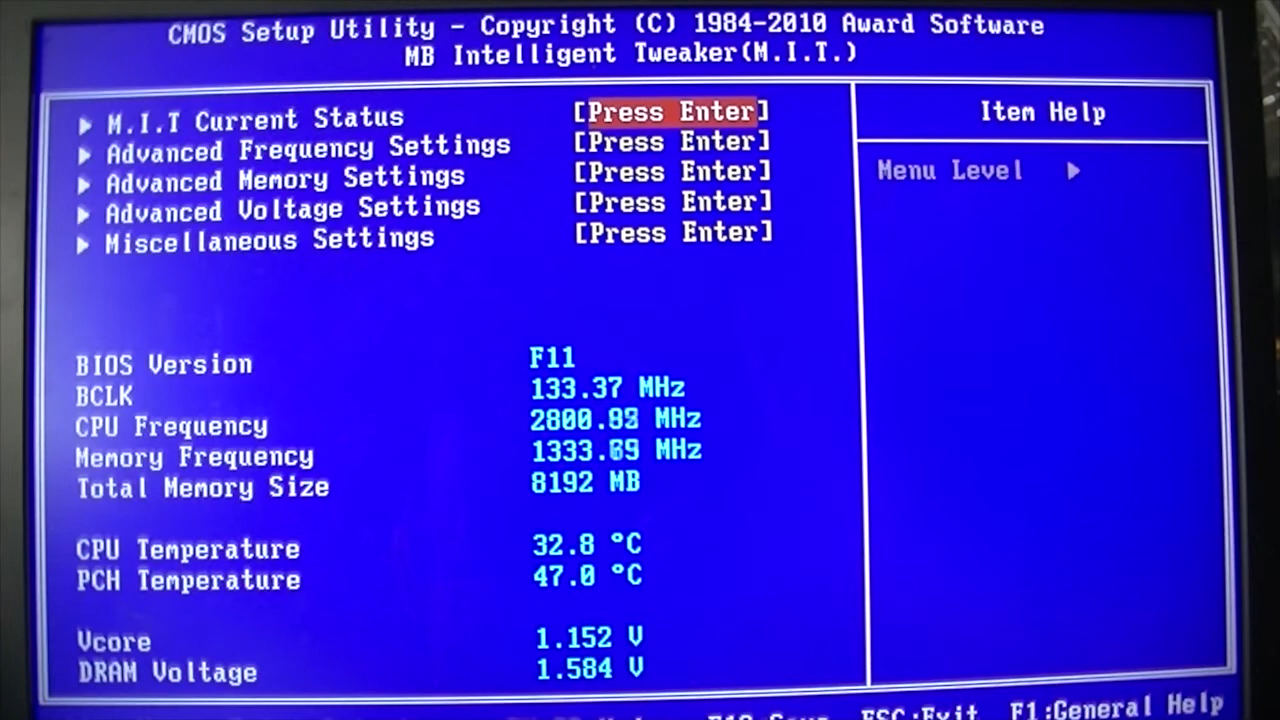 CMOS Setup Utility - Copyright (C) 1984-2010 Award Software
MB Intelligent Tweaker(M.I.T.)
M.I.T Current Status [Press Enter]
Advanced Frequency Settings [Press Enter]
Advanced Memory Settings [Press Enter]
Advanced Voltage Settings [Press Enter]
Miscellaneous Settings [Press Enter]
Item Help
Menu Level
BIOS Version F11
BCLK 133.37 MHz
CPU Frequency MHz
Memory Frequency MHz
Total Memory Size 8192 MB
CPU Temperature 32.8 °C
PCH Temperature 47.0 °C
Vcore 1.152 V
DRAM Voltage 1.584 V
ESC:Exit F1:General Help